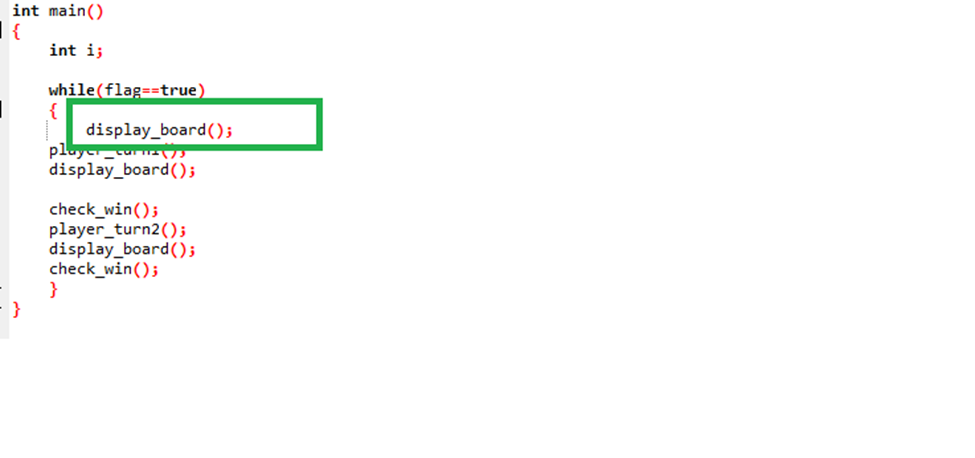 int main()
{
int i;
while(flag==true)
{
display_board();
player_turn1();
display_board();
check_win();
player_turn2();
display_board();
check_win();
}
}